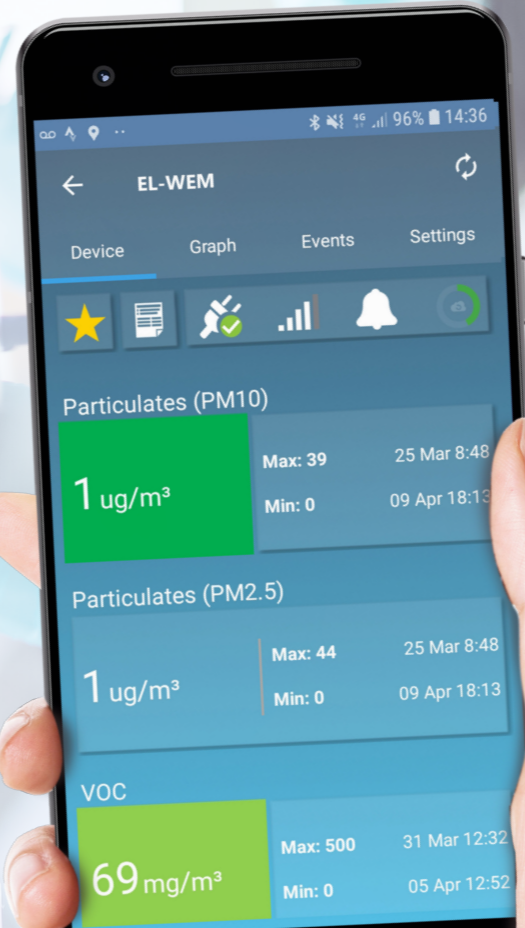 4G 96% 14:36
EL-WEM
Device Graph Events Settings
Particulates (PM10)
1 ug/m³
Max: 39 25 Mar 8:48
Min: 0 09 Apr 18:13
Particulates (PM2.5)
1 ug/m³
Max: 44 25 Mar 8:48
Min: 0 09 Apr 18:13
VOC
69 mg/m³
Max: 500 31 Mar 12:32
Min: 0 05 Apr 12:52